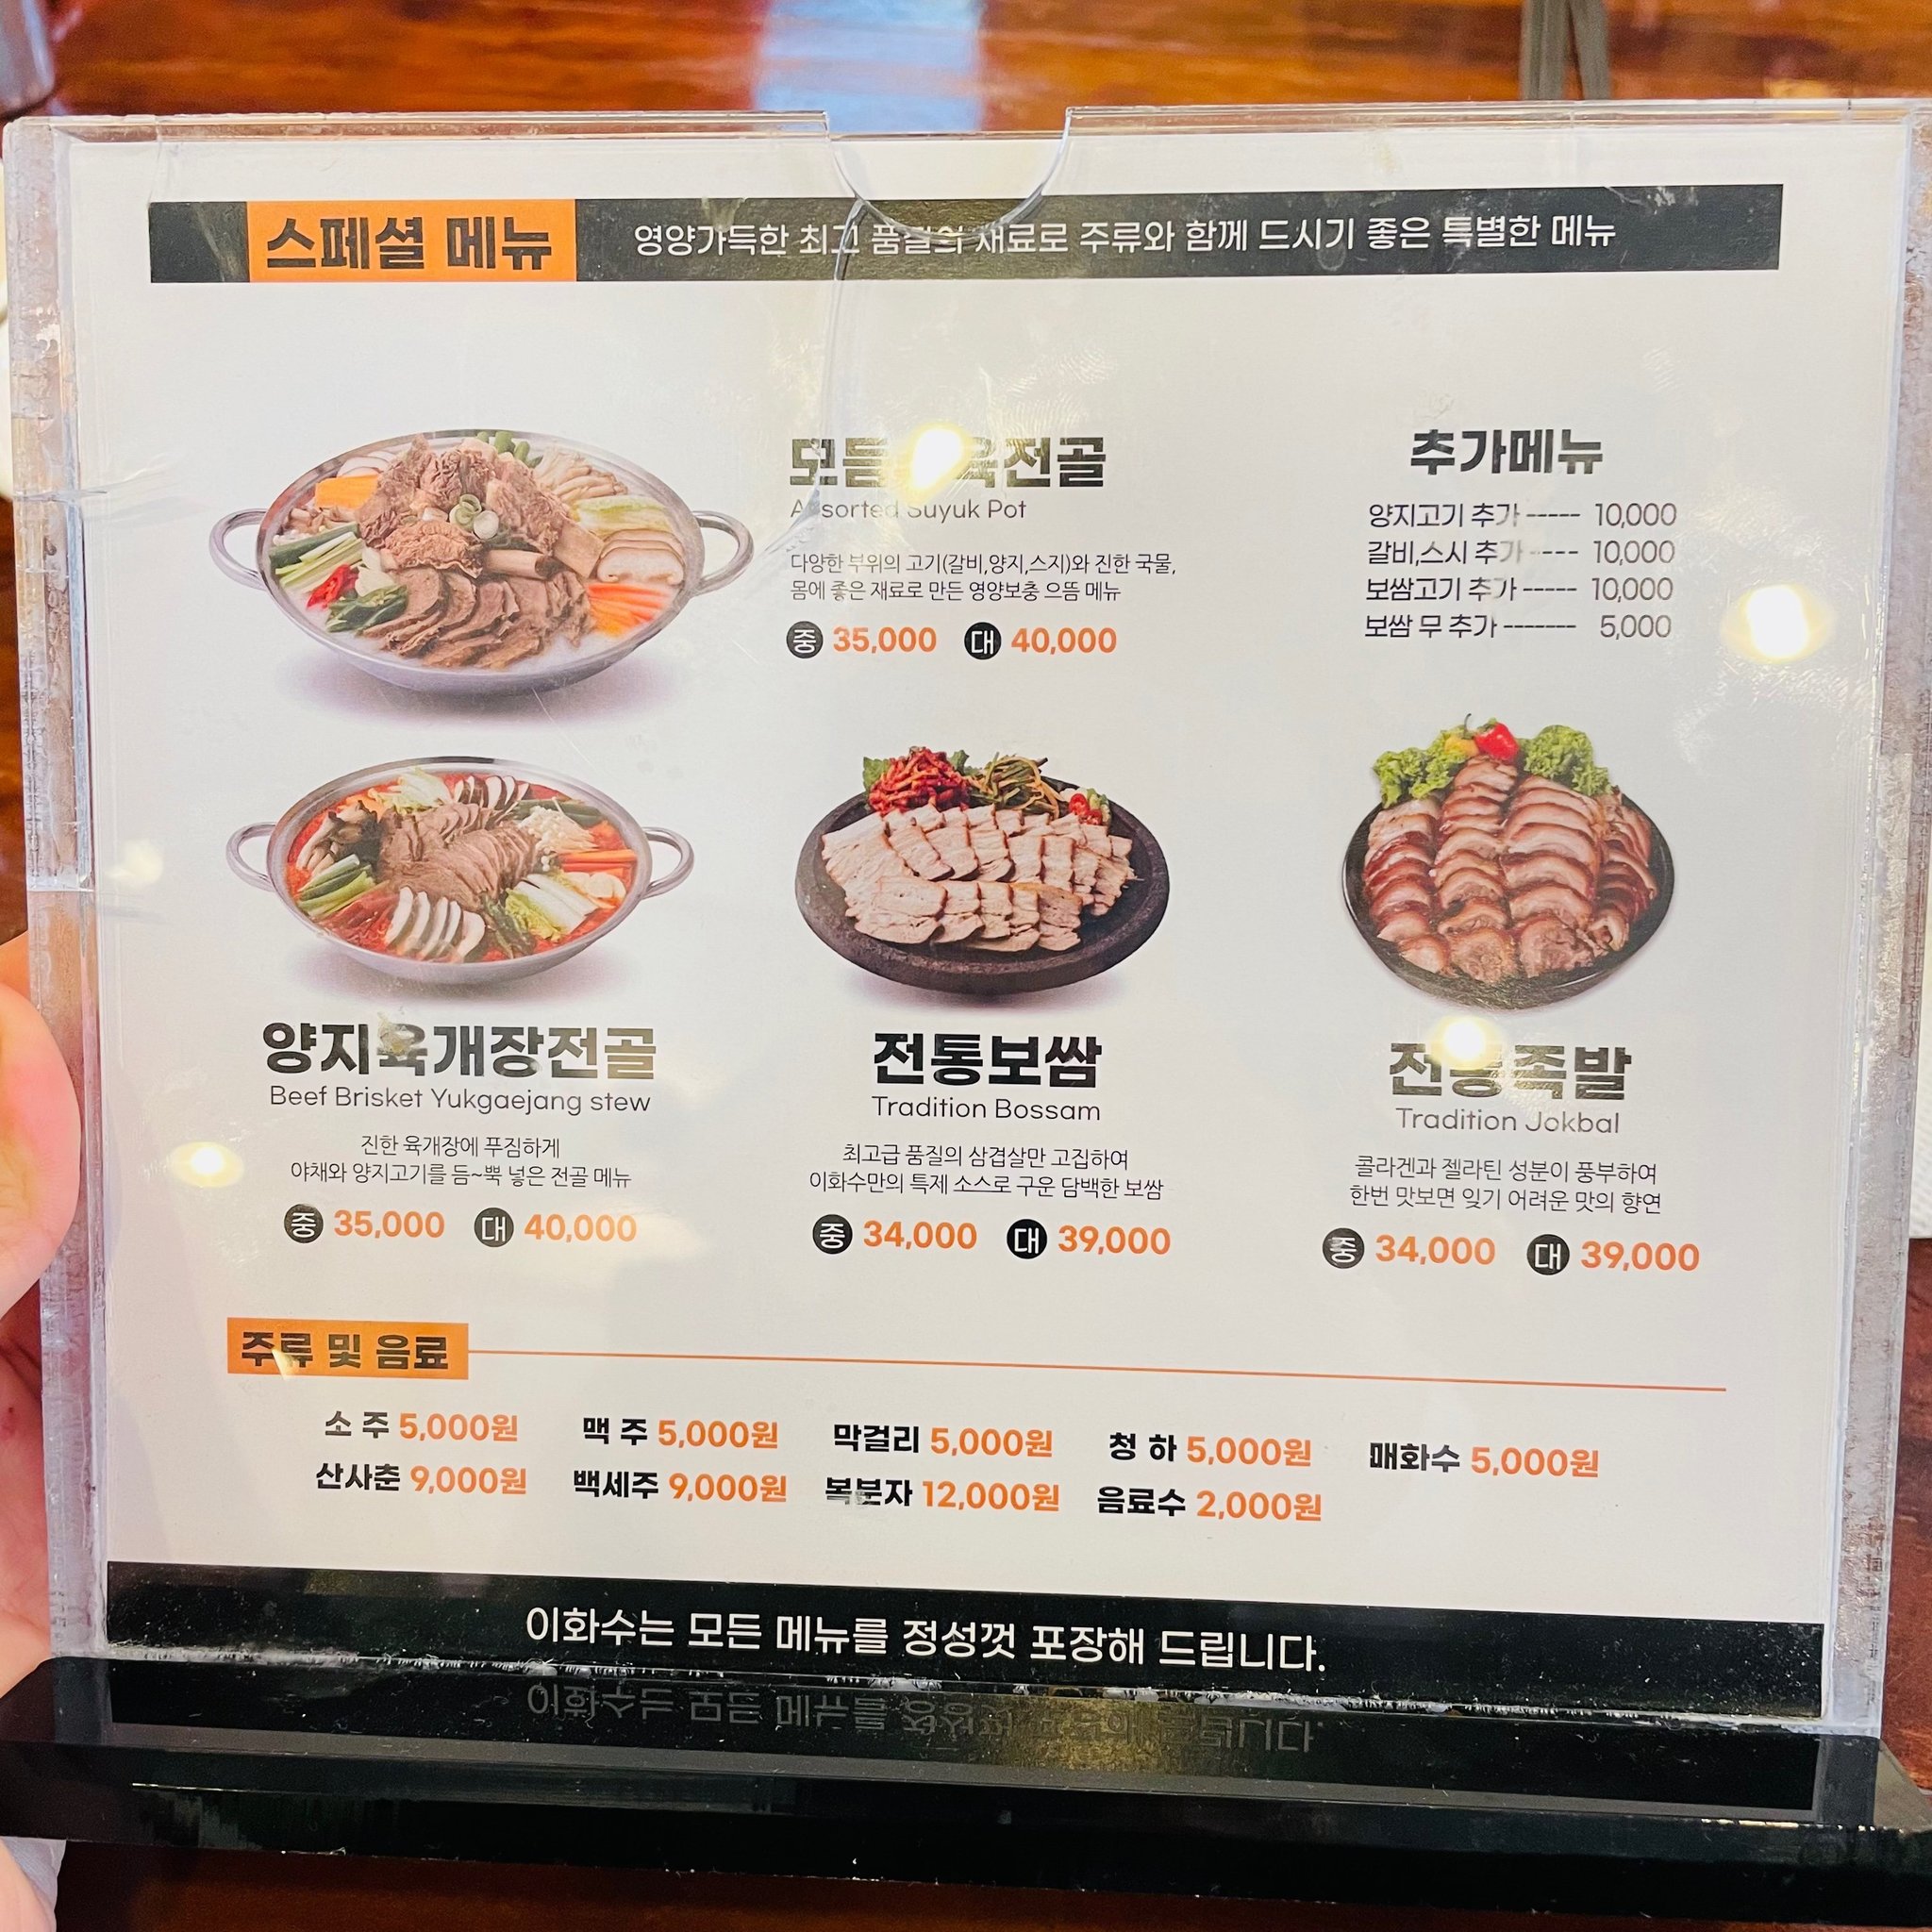 스페셜 메뉴
영양가득한 최고 품질의 재료로 주류와 함께 드시기 좋은 특별한 메뉴
모듬수육전골
Assorted Suyuk Pot
다양한 부위의 고기(갈비,양지,스지)와 진한 국물,
몸에 좋은 재료로 만든 영양보충 으뜸 메뉴
중 35,000 대 40,000
추가메뉴
양지고기 추가 ----- 10,000
갈비,스시 추가 ---- 10,000
보쌈고기 추가 ----- 10,000
보쌈 무 추가 ------- 5,000
양지육개장전골
Beef Brisket Yukgaejang stew
진한 육개장에 푸짐하게
야채와 양지고기를 듬~뿍 넣은 전골 메뉴
중 35,000 대 40,000
전통보쌈
Tradition Bossam
최고급 품질의 삼겹살만 고집하여
이화수만의 특제 소스로 구운 담백한 보쌈
중 34,000 대 39,000
전통족발
Tradition Jokbal
콜라겐과 젤라틴 성분이 풍부하여
한번 맛보면 잊기 어려운 맛의 향연
중 34,000 대 39,000
주류 및 음료
소 주 5,000원 맥 주 5,000원 막걸리 5,000원 청 하 5,000원 매화수 5,000원
산사춘 9,000원 백세주 9,000원 복분자 12,000원 음료수 2,000원
이화수는 모든 메뉴를 정성껏 포장해 드립니다.